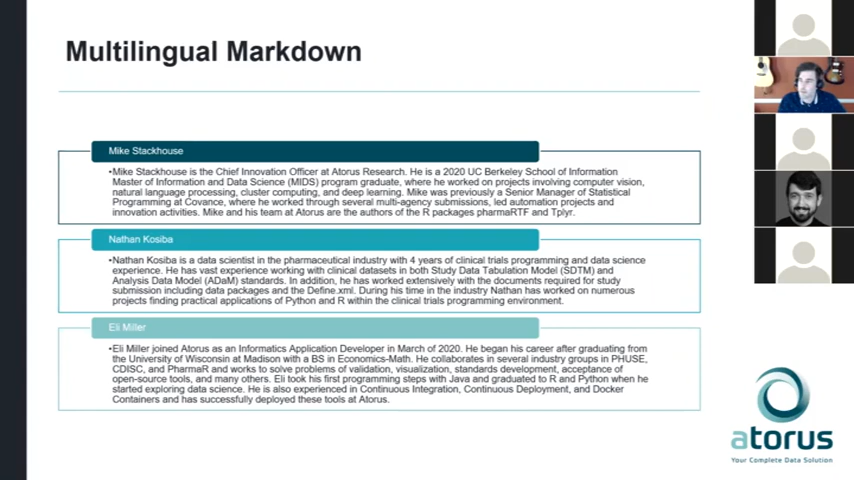 Multilingual Markdown
Mike Stackhouse
•Mike Stackhouse is the Chief Innovation Officer at Atorus Research. He is a 2020 UC Berkeley School of Information
Master of Information and Data Science (MIDS) program graduate, where he worked on projects involving computer vision,
natural language processing, cluster computing, and deep learning. Mike was previously a Senior Manager of Statistical
Programming at Covance, where he worked through several multi-agency submissions, led automation projects and
innovation activities. Mike and his team at Atorus are the authors of the R packages pharmaRTF and Tplyr.
Nathan Kosiba
•Nathan Kosiba is a data scientist in the pharmaceutical industry with 4 years of clinical trials programming and data science
experience. He has vast experience working with clinical datasets in both Study Data Tabulation Model (SDTM) and
Analysis Data Model (ADaM) standards. In addition, he has worked extensively with the documents required for study
submission including data packages and the Define.xml. During his time in the industry Nathan has worked on numerous
projects finding practical applications of Python and R within the clinical trials programming environment.
Eli Miller
•Eli Miller joined Atorus as an Informatics Application Developer in March of 2020. He began his career after graduating from
the University of Wisconsin at Madison with a BS in Economics-Math. He collaborates in several industry groups in PHUSE,
CDISC, and PharmaR and works to solve problems of validation, visualization, standards development, acceptance of
open-source tools, and many others. Eli took his first programming steps with Java and graduated to R and Python when he
started exploring data science. He is also experienced in Continuous Integration, Continuous Deployment, and Docker
Containers and has successfully deployed these tools at Atorus.
atorus
Your Complete Data Solution